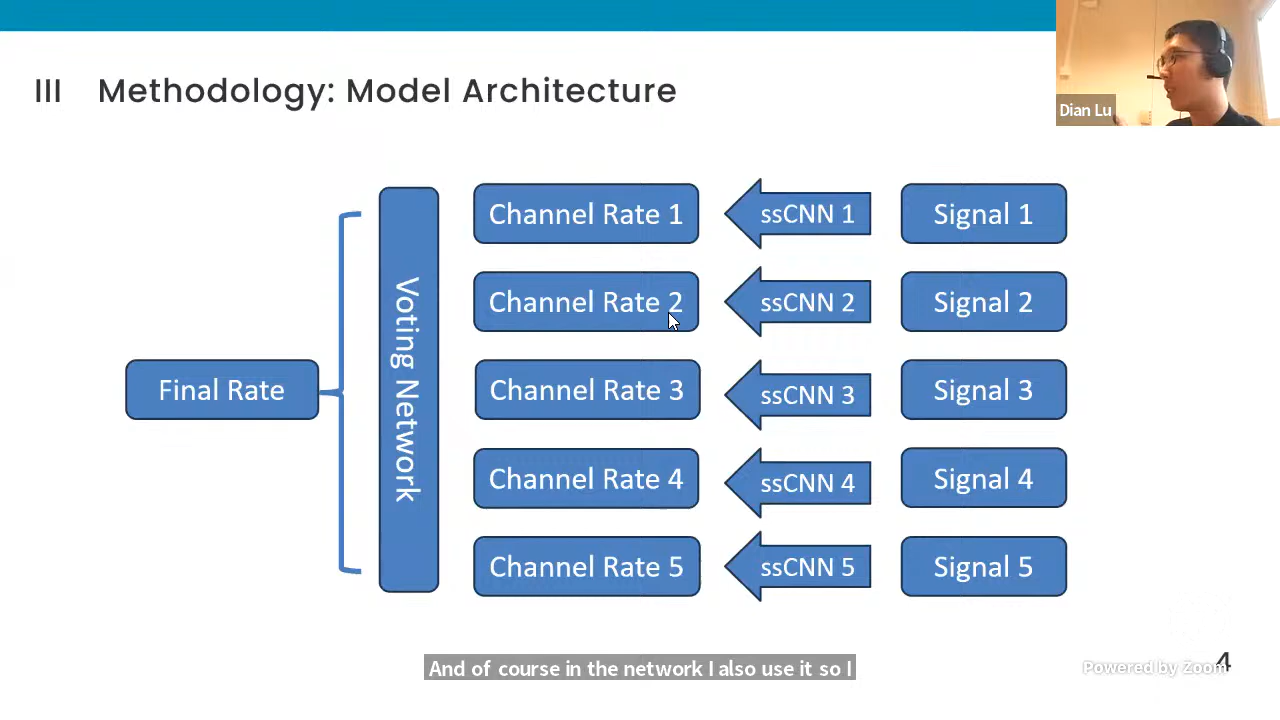 III Methodology: Model Architecture
Dian Lu
Channel Rate 1
ssCNN 1
Signal 1
Channel Rate 2
ssCNN 2
Signal 2
Voting Network
Final Rate
Channel Rate 3
ssCNN 3
Signal 3
Channel Rate 4
ssCNN 4
Signal 4
Channel Rate 5
ssCNN 5
Signal 5
And of course in the network I also use it so I
Powered by Zoom
4